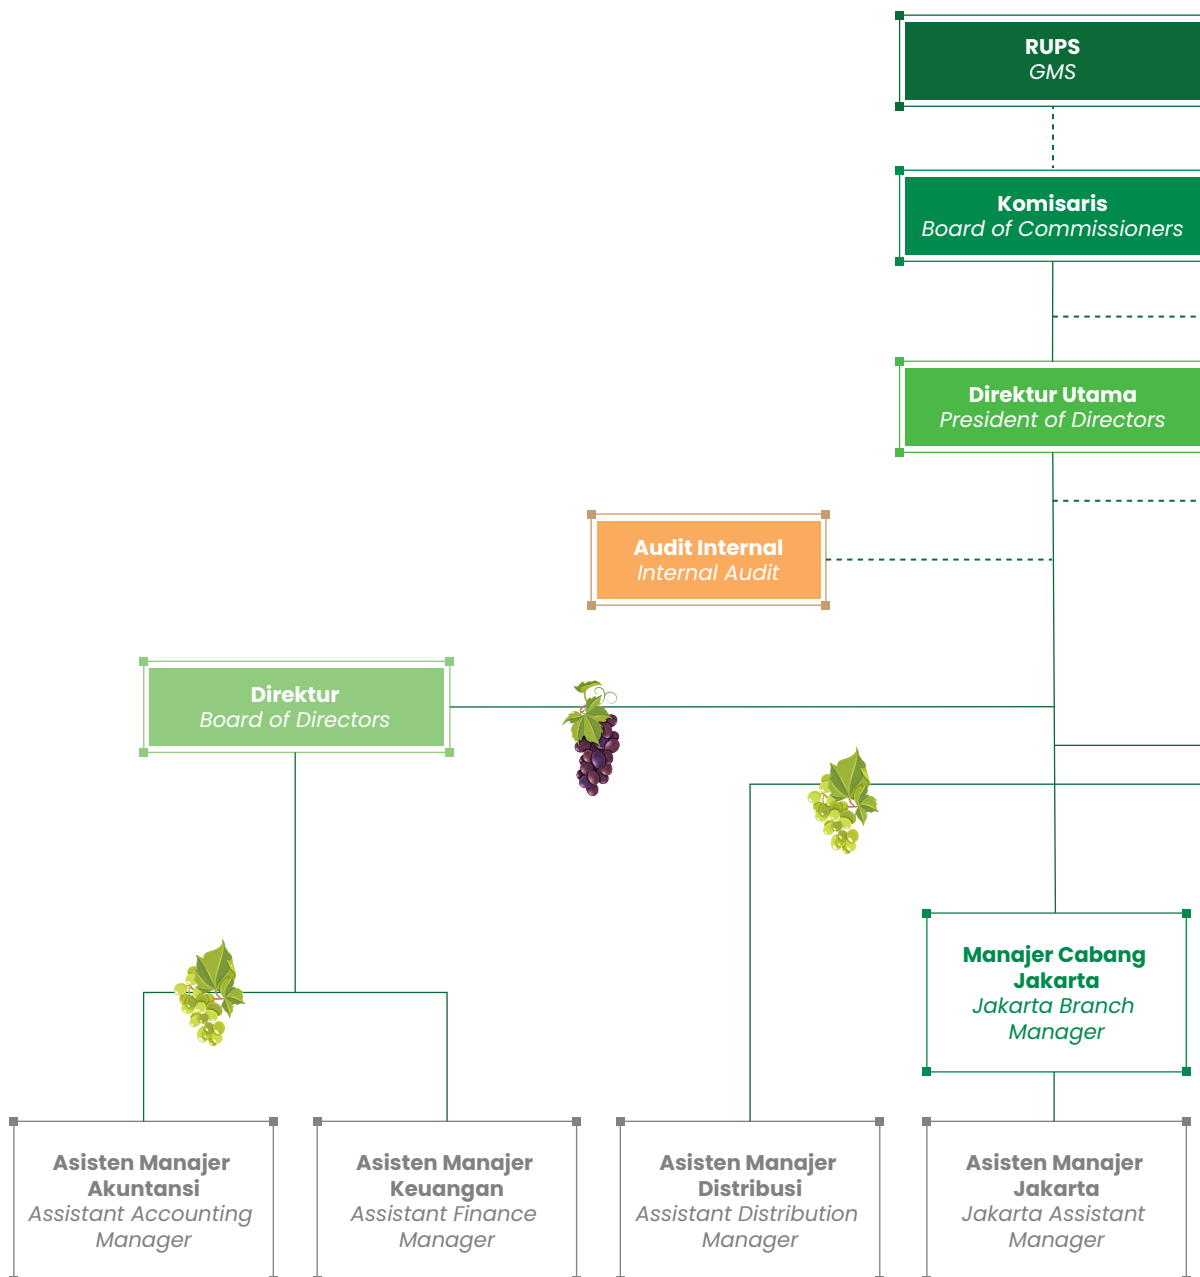 RUPS
GMS
Komisaris
Board of Commissioners
Direktur Utama
President of Directors
Audit Internal
Internal Audit
Direktur
Board of Directors
Manajer Cabang
Jakarta
Jakarta Branch
Manager
Asisten Manajer
Akuntansi
Assistant Accounting
Manager
Asisten Manajer
Keuangan
Assistant Finance
Manager
Asisten Manajer
Distribusi
Assistant Distribution
Manager
Asisten Manajer
Jakarta
Jakarta Assistant
Manager